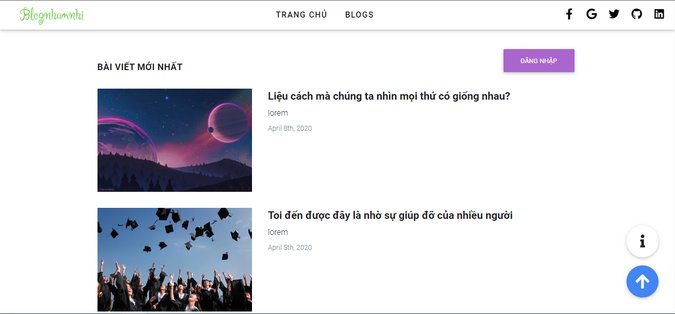 Blognhamnhi
TRANG CHỦ BLOGS
BÀI VIẾT MỚI NHẤT
ĐĂNG NHẬP
Liệu cách mà chúng ta nhìn mọi thứ có giống nhau?
lorem
April 8th, 2020
Toi đến được đây là nhờ sự giúp đỡ của nhiều người
lorem
April 5th, 2020